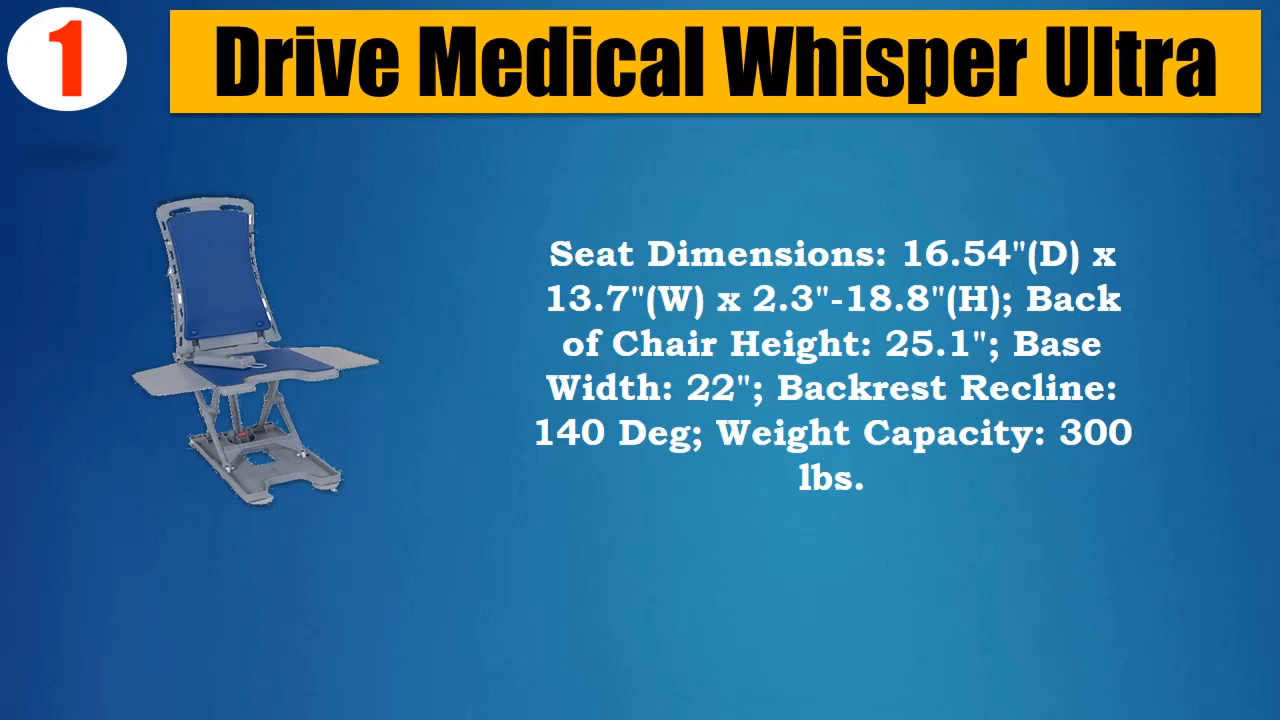 1
Drive Medical Whisper Ultra
Seat Dimensions: 16.54"(D) x
13.7"(W) x 2.3"-18.8"(H); Back
of Chair Height: 25.1"; Base
Width: 22"; Backrest Recline:
140 Deg; Weight Capacity: 300
lbs.